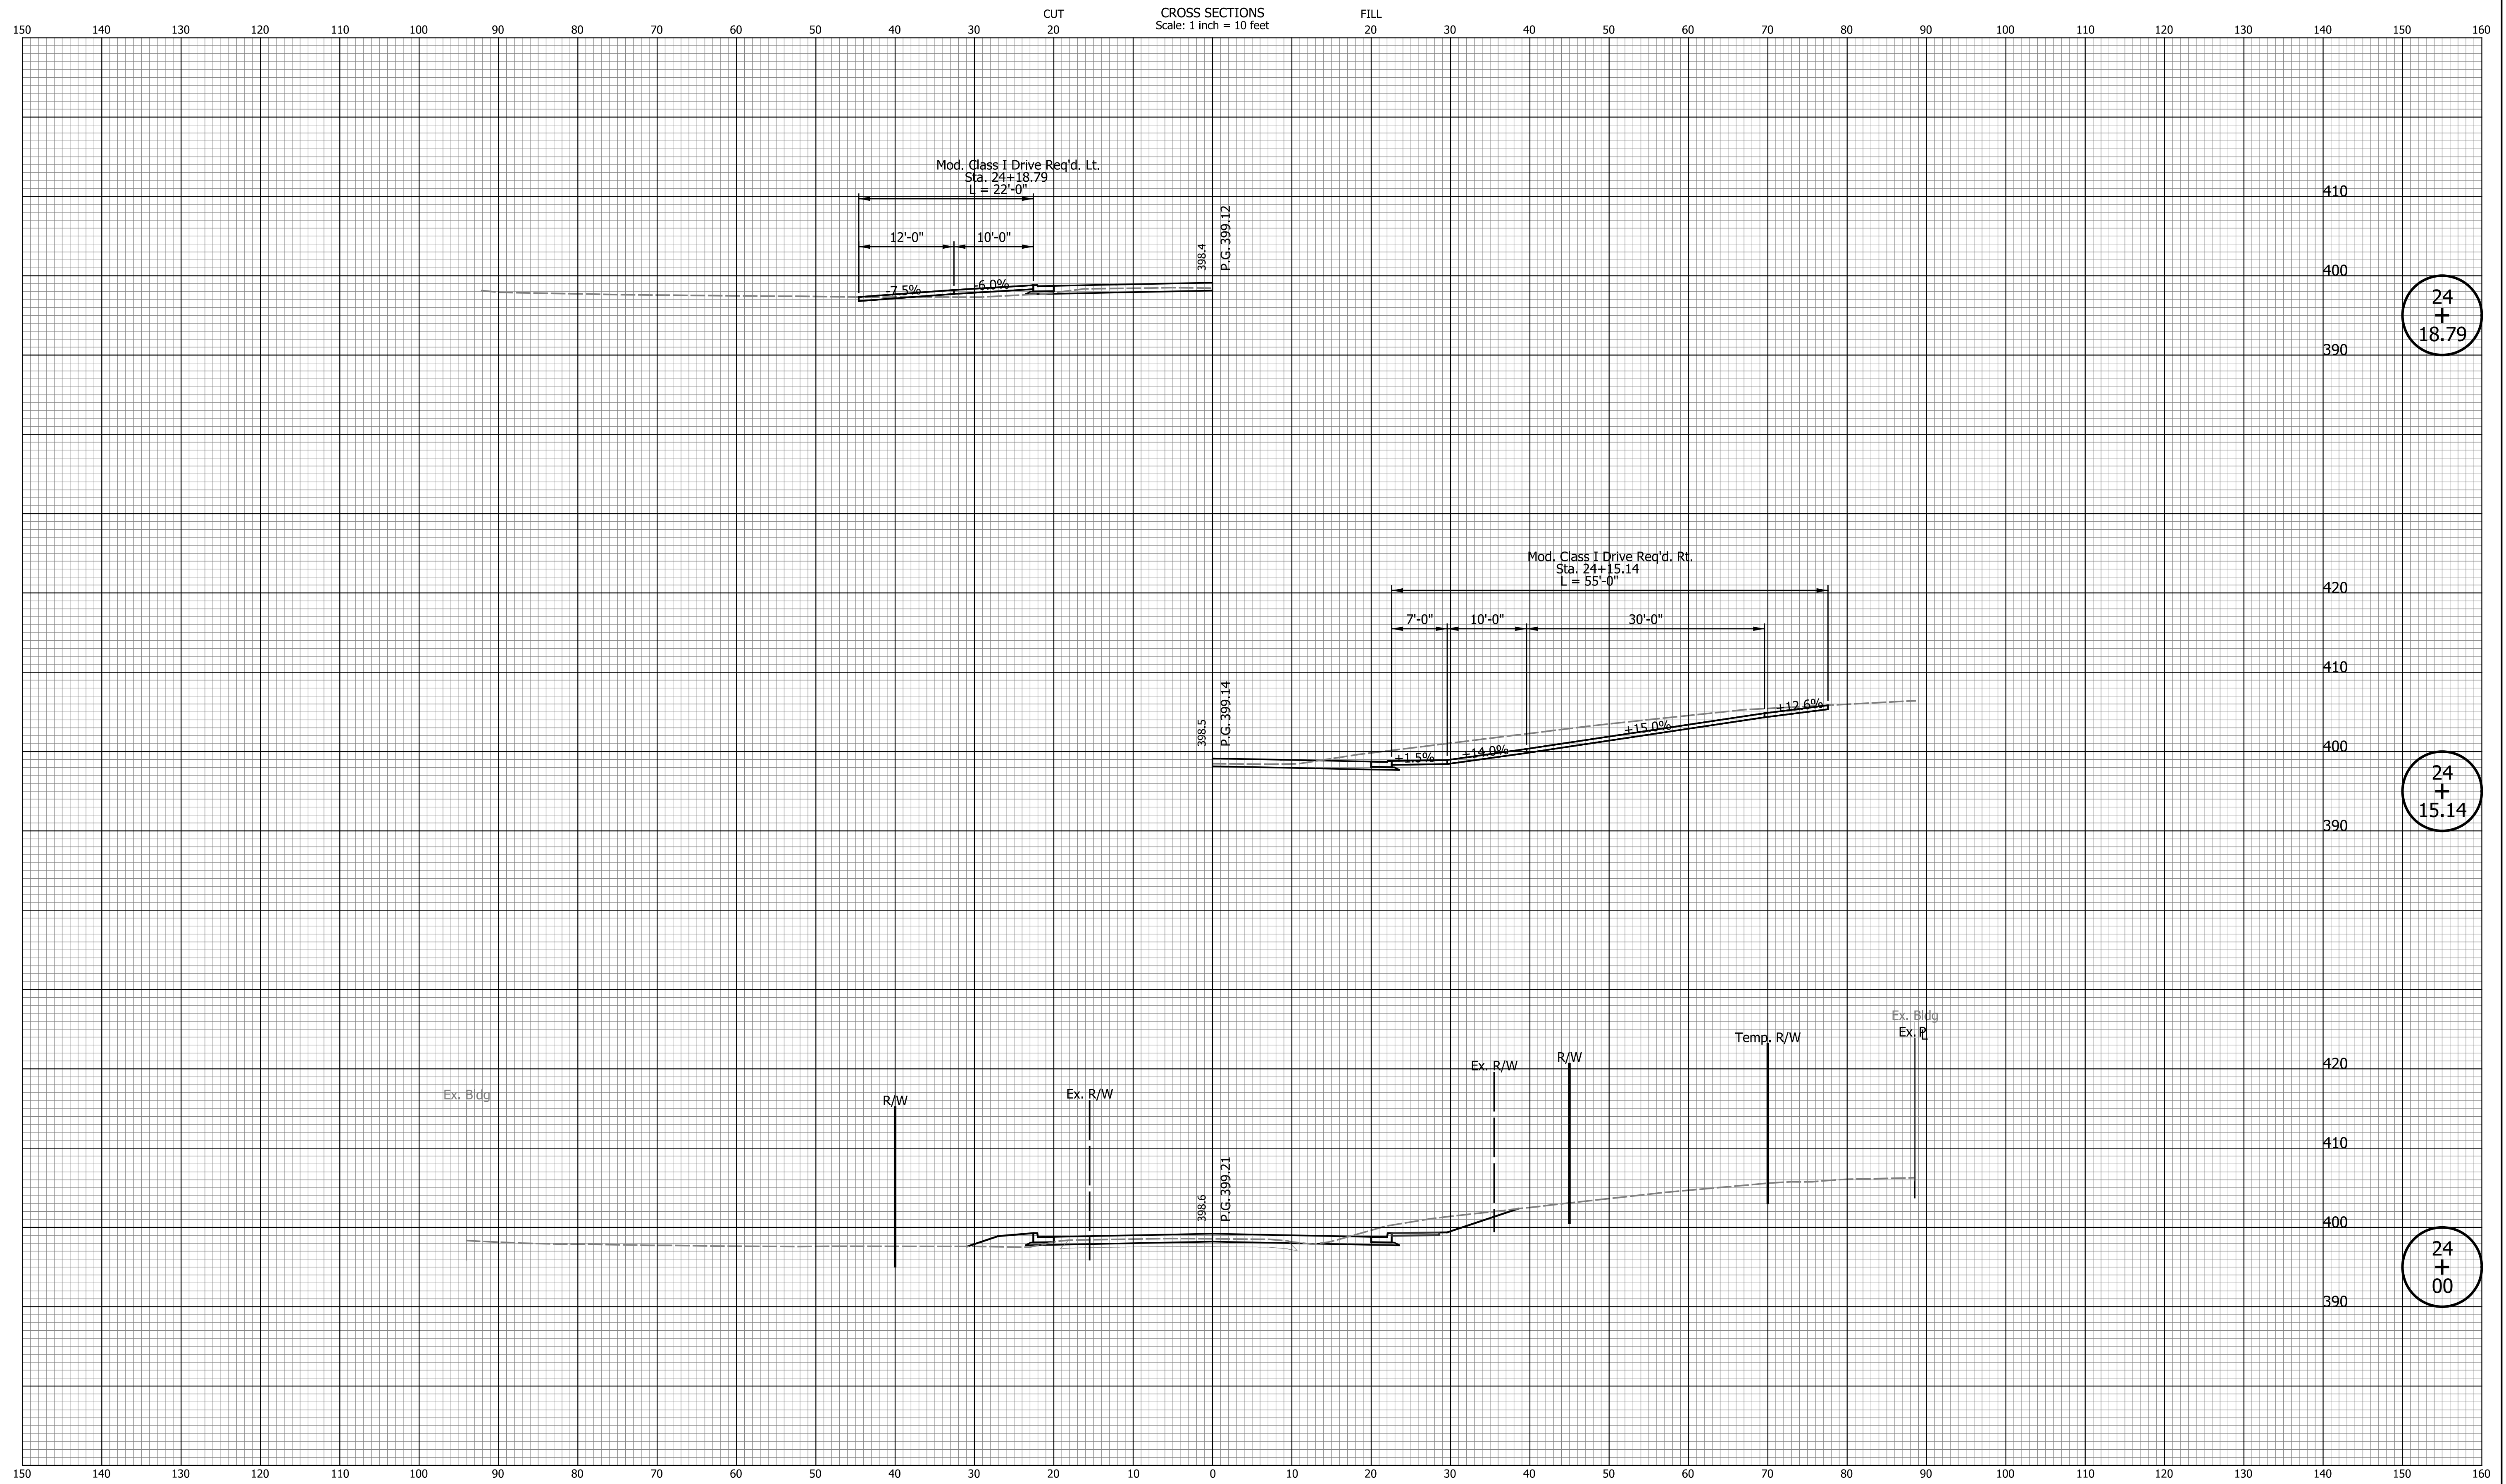 CUT CROSS SECTIONS FILL
Scale: 1 inch = 10 feet
150 140 130 120 110 100 90 80 70 60 50 40 30 20 20 30 40 50 60 70 80 90 100 110 120 130 140 150 160
Mod. Class I Drive Req'd. Lt.
Sta. 24+18.79
L = 22'-0"
12'-0" 10'-0"
-7.5% -6.0%
398.4
P.G. 399.12
410
400
390
24
+
18.79
Mod. Class I Drive Req'd. Rt.
Sta. 24+15.14
L = 55'-0"
7'-0" 10'-0" 30'-0"
+1.5% +14.0% +15.0% +12.6%
398.5
P.G. 399.14
420
410
400
390
24
+
15.14
Ex. Bldg
R/W
Ex. R/W
398.6
P.G. 399.21
Ex. R/W
R/W
Temp. R/W
Ex. Bldg
Ex. PL
420
410
400
390
24
+
00
150 140 130 120 110 100 90 80 70 60 50 40 30 20 10 0 10 20 30 40 50 60 70 80 90 100 110 120 130 140 150 160